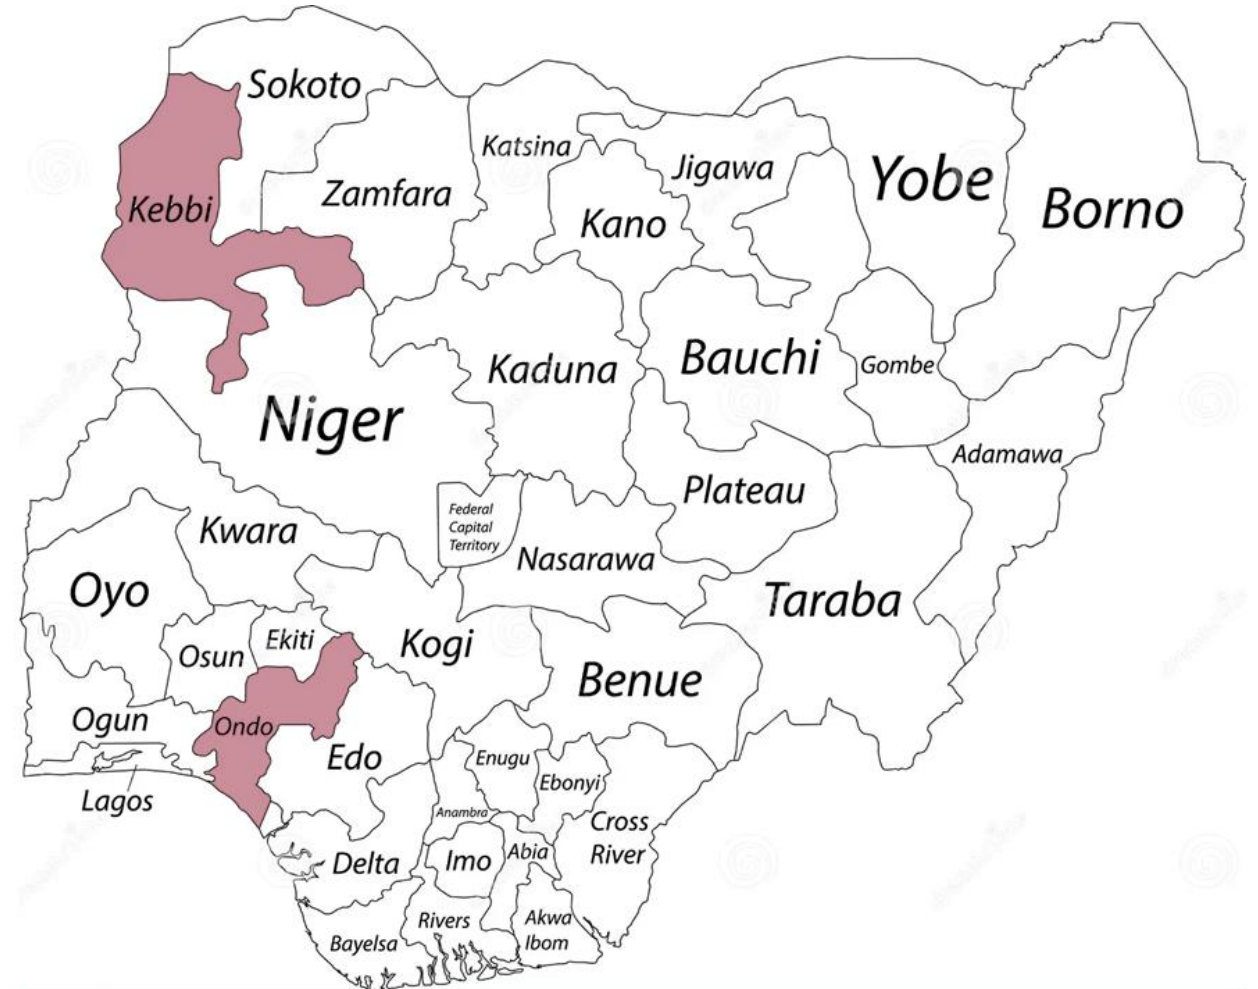 Sokoto
Katsina
Jigawa
Yobe
Borno
Kebbi
Zamfara
Kano
Kaduna
Bauchi
Gombe
Niger
Adamawa
Plateau
Federal
Capital
Territory
Kwara
Nasarawa
Oyo
Taraba
Osun
Ekiti
Kogi
Benue
Ogun
Ondo
Edo
Enugu
Ebonyi
Lagos
Anambra
Cross
River
Delta
Imo
Abia
Rivers
Akwa
Ibom
Bayelsa